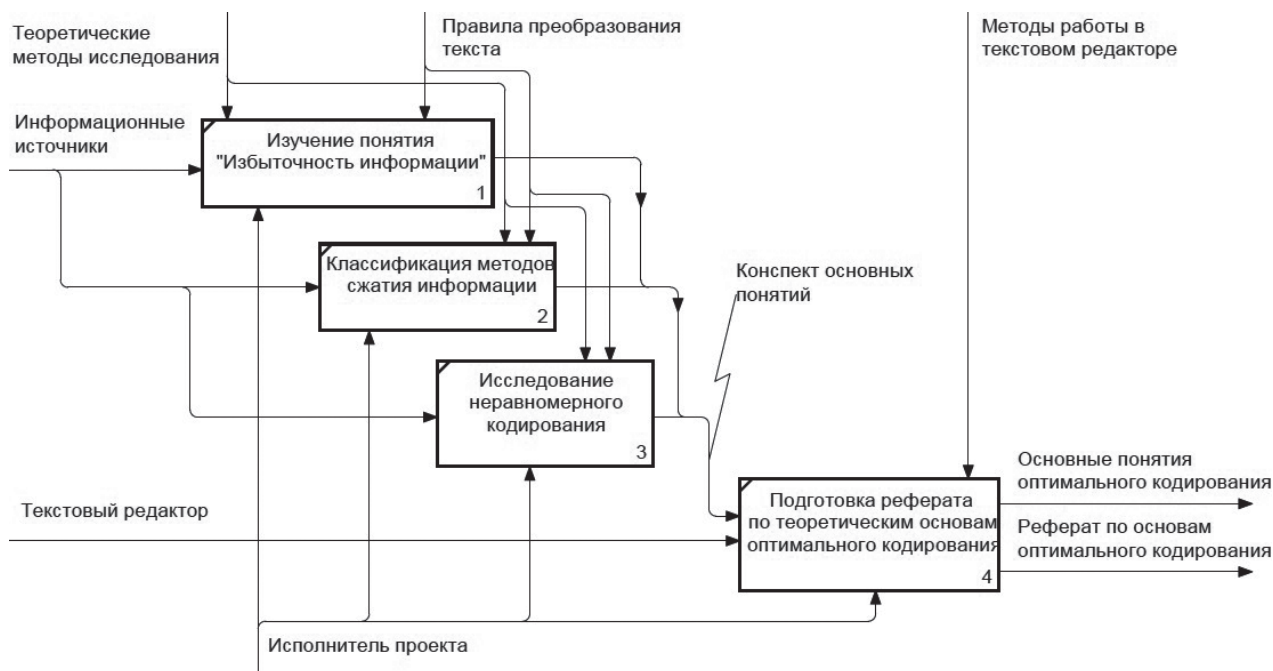 Теоретические
методы исследования
Правила преобразования
текста
Методы работы в
текстовом редакторе
Информационные
источники
Изучение понятия
"Избыточность информации"
1
Классификация методов
сжатия информации
2
Конспект основных
понятий
Исследование
неравномерного
кодирования
3
Текстовый редактор
Подготовка реферата
по теоретическим основам
оптимального кодирования
4
Основные понятия
оптимального кодирования
Реферат по основам
оптимального кодирования
Исполнитель проекта